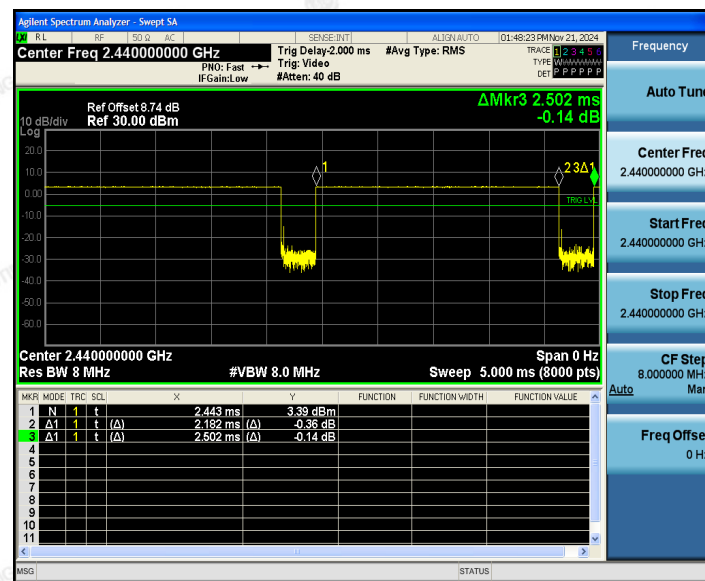 Agilent Spectrum Analyzer - Swept SA
LXI RL RF 50 Ω AC SENSE:INT ALIGN AUTO 01:48:23 PM Nov 21, 2024
Center Freq 2.440000000 GHz
PNO: Fast
IFGain:Low
Trig Delay-2.000 ms
Trig: Video
#Atten: 40 dB
#Avg Type: RMS
TRACE 1 2 3 4 5 6
TYPE WWWWWW
DET P P P P P P
Frequency
Auto Tune
Center Freq
2.440000000 GHz
Start Freq
2.440000000 GHz
Stop Freq
2.440000000 GHz
CF Step
8.000000 MHz
Auto Man
Freq Offse
0 Hz
ΔMkr3 2.502 ms
-0.14 dB
Ref Offset 8.74 dB
10 dB/div Ref 30.00 dBm
Log
20.0
10.0
0.00
-10.0
-20.0
-30.0
-40.0
-50.0
-60.0
1
2 3Δ1
TRIG LVL
Center 2.440000000 GHz Span 0 Hz
Res BW 8 MHz #VBW 8.0 MHz Sweep 5.000 ms (8000 pts)
MKR MODE TRC SCL X Y FUNCTION FUNCTION WIDTH FUNCTION VALUE
1 N 1 t 2.443 ms 3.39 dBm
2 Δ1 1 t (Δ) 2.182 ms (Δ) -0.36 dB
3 Δ1 1 t (Δ) 2.502 ms (Δ) -0.14 dB
4
5
6
7
8
9
10
11
MSG STATUS